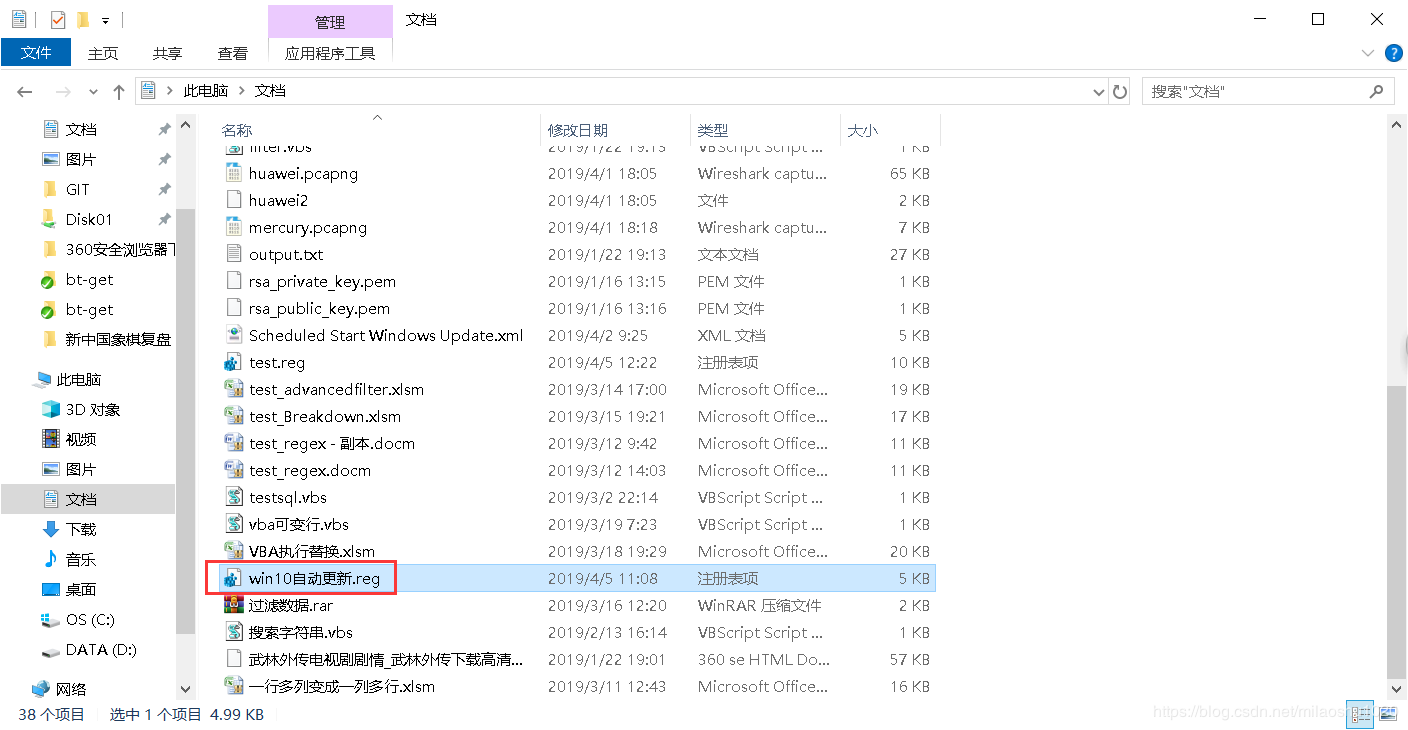 管理
文档
文件
主页
共享
查看
应用程序工具
此电脑
文档
搜索"文档"
文档
图片
GIT
Disk01
360安全浏览器下
bt-get
bt-get
新中国象棋复盘
此电脑
3D 对象
视频
图片
文档
下载
音乐
桌面
OS (C:)
DATA (D:)
网络
名称 修改日期 类型 大小
filter.vbs 2019/1/22 19:13 VBScript Script ... 1 KB
huawei.pcapng 2019/4/1 18:05 Wireshark captu... 65 KB
huawei2 2019/4/1 18:05 文件 2 KB
mercury.pcapng 2019/4/1 18:18 Wireshark captu... 7 KB
output.txt 2019/1/22 19:13 文本文档 27 KB
rsa_private_key.pem 2019/1/16 13:15 PEM 文件 1 KB
rsa_public_key.pem 2019/1/16 13:16 PEM 文件 1 KB
Scheduled Start Windows Update.xml 2019/4/2 9:25 XML 文档 5 KB
test.reg 2019/4/5 12:22 注册表项 10 KB
test_advancedfilter.xlsm 2019/3/14 17:00 Microsoft Office... 19 KB
test_Breakdown.xlsm 2019/3/15 19:21 Microsoft Office... 17 KB
test_regex - 副本.docm 2019/3/12 9:42 Microsoft Office... 11 KB
test_regex.docm 2019/3/12 14:03 Microsoft Office... 11 KB
testsql.vbs 2019/3/2 22:14 VBScript Script ... 1 KB
vba可变行.vbs 2019/3/19 7:23 VBScript Script ... 1 KB
VBA执行替换.xlsm 2019/3/18 19:29 Microsoft Office... 20 KB
win10自动更新.reg 2019/4/5 11:08 注册表项 5 KB
过滤数据.rar 2019/3/16 12:20 WinRAR 压缩文件 2 KB
搜索字符串.vbs 2019/2/13 16:14 VBScript Script ... 1 KB
武林外传电视剧剧情_武林外传下载高清... 2019/1/22 19:01 360 se HTML Do... 57 KB
一行多列变成一列多行.xlsm 2019/3/11 12:43 Microsoft Office... 16 KB
38 个项目 选中 1 个项目 4.99 KB